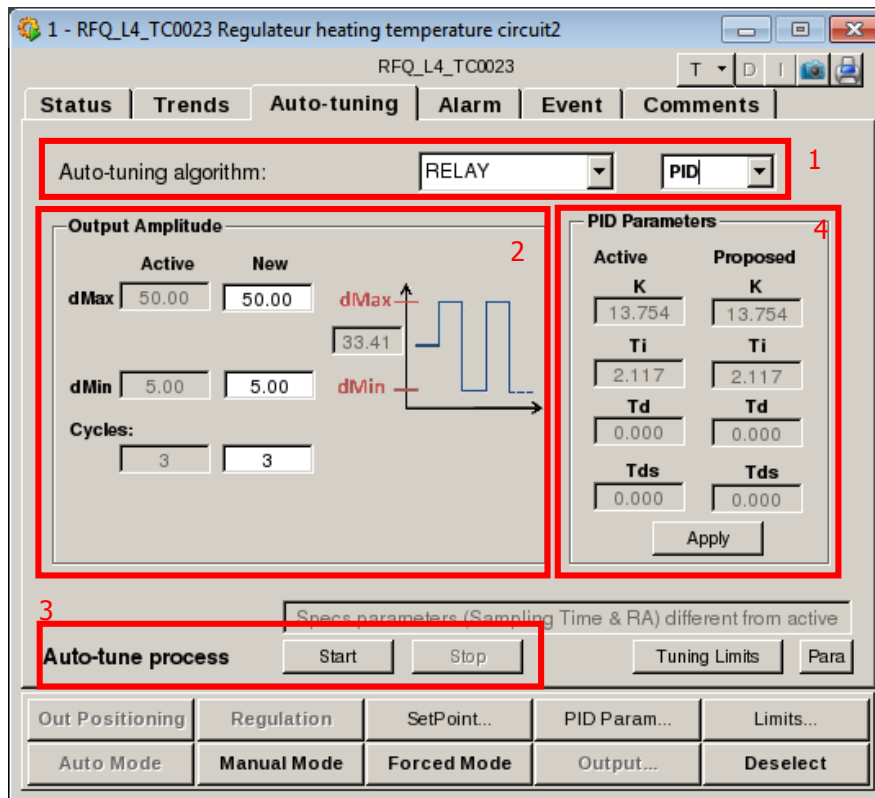 1 - RFQ_L4_TC0023 Regulateur heating temperature circuit2
RFQ_L4_TC0023
T D I
Status Trends Auto-tuning Alarm Event Comments
Auto-tuning algorithm: RELAY PID 1
Output Amplitude 2
Active New
dMax 50.00 50.00 dMax
33.41
dMin 5.00 5.00 dMin
Cycles:
3 3
PID Parameters 4
Active Proposed
K K
13.754 13.754
Ti Ti
2.117 2.117
Td Td
0.000 0.000
Tds Tds
0.000 0.000
Apply
3
Specs parameters (Sampling Time & RA) different from active
Auto-tune process Start Stop Tuning Limits Para
Out Positioning Regulation SetPoint... PID Param... Limits...
Auto Mode Manual Mode Forced Mode Output... Deselect